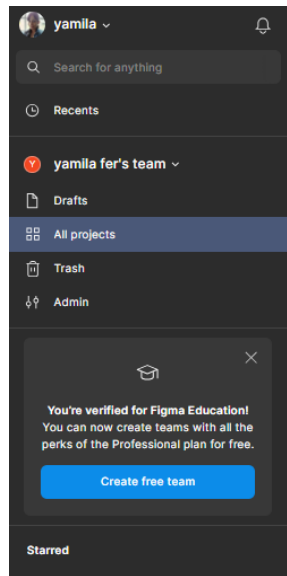 yamila
Search for anything
Recents
Y yamila fer's team
Drafts
All projects
Trash
Admin
You're verified for Figma Education!
You can now create teams with all the
perks of the Professional plan for free.
Create free team
Starred